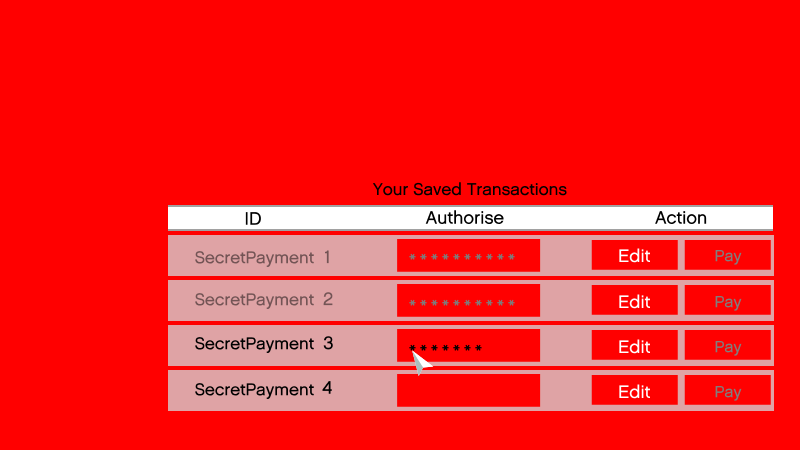 Your Saved Transactions
ID Authorise Action
SecretPayment 1 ********** Edit Pay
SecretPayment 2 ********** Edit Pay
SecretPayment 3 ******* Edit Pay
SecretPayment 4 Edit Pay